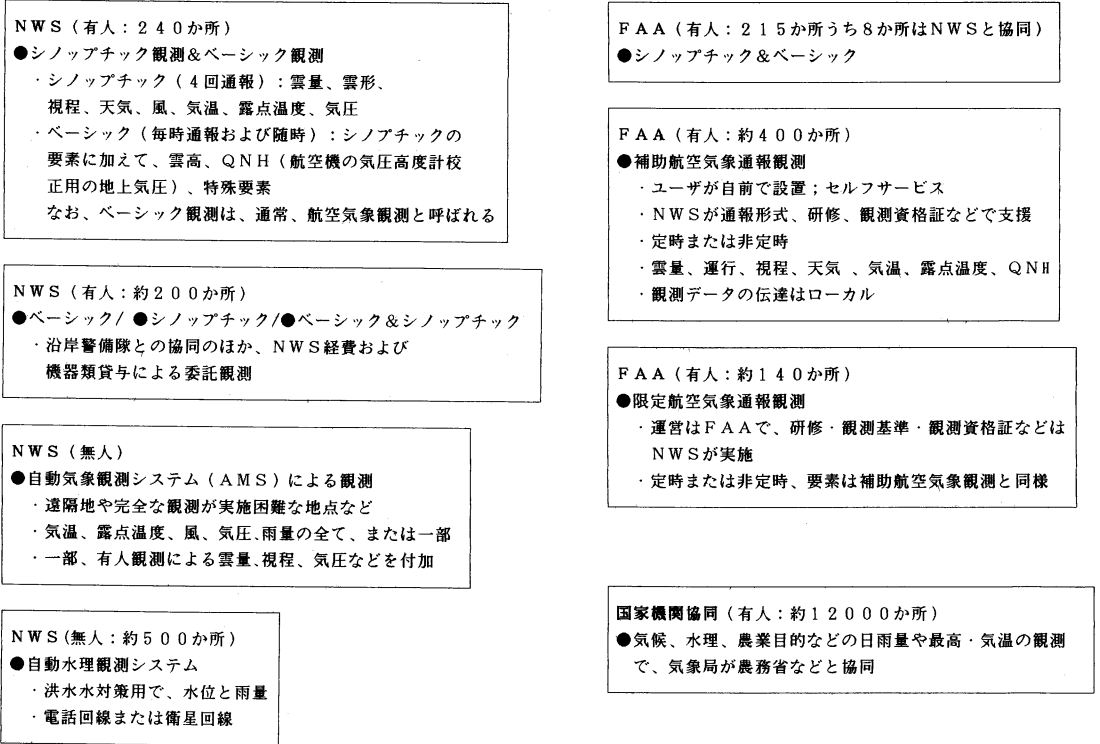 NWS(有人:240か所)
●シノップチック観測&ベーシック観測
・シノップチック(4回通報):雲量、雲形、
視程、天気、風、気温、露点温度、気圧
・ベーシック(毎時通報および随時):シノプチックの
要素に加えて、雲高、QNH(航空機の気圧高度計校
正用の地上気圧)、特殊要素
なお、ベーシック観測は、通常、航空気象観測と呼ばれる
NWS(有人:約200か所)
●ベーシック/ ●シノップチック/●ベーシック&シノップチック
・沿岸警備隊との協同のほか、NWS経費および
機器類貸与による委託観測
NWS(無人)
●自動気象観測システム(AMS)による観測
・遠隔地や完全な観測が実施困難な地点など
・気温、露点温度、風、気圧、雨量の全て、または一部
・一部、有人観測による雲量、視程、気圧などを付加
NWS(無人:約500か所)
●自動水理観測システム
・洪水水対策用で、水位と雨量
・電話回線または衛星回線
FAA(有人:215か所うち8か所はNWSと協同)
●シノップチック&ベーシック
FAA(有人:約400か所)
●補助航空気象通報観測
・ユーザが自前で設置;セルフサービス
・NWSが通報形式、研修、観測資格証などで支援
・定時または非定時
・雲量、運行、視程、天気 、気温、露点温度、QNH
・観測データの伝達はローカル
FAA(有人:約140か所)
●限定航空気象通報観測
・運営はFAAで、研修・観測基準・観測資格証などは
NWSが実施
・定時または非定時、要素は補助航空気象観測と同様
国家機関協同(有人:約12000か所)
●気候、水理、農業目的などの日雨量や最高・気温の観測
で、気象局が農務省などと協同